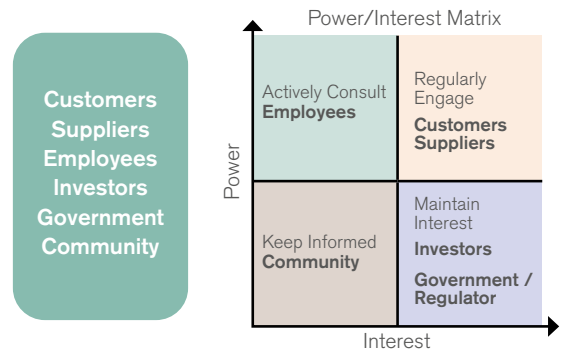 Customers
Suppliers
Employees
Investors
Government
Community
Power/Interest Matrix
Power
Actively Consult
Employees
Regularly
Engage
Customers
Suppliers
Keep Informed
Community
Maintain
Interest
Investors
Government /
Regulator
Interest